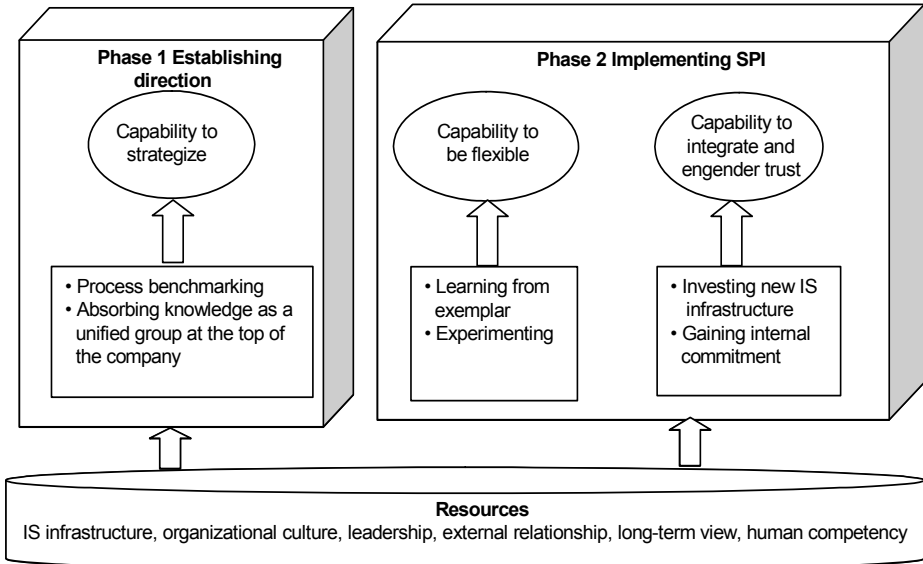 Phase 1 Establishing
direction
Capability to
strategize
• Process benchmarking
• Absorbing knowledge as a
unified group at the top of
the company
Phase 2 Implementing SPI
Capability to
be flexible
• Learning from
exemplar
• Experimenting
Capability to
integrate and
engender trust
• Investing new IS
infrastructure
• Gaining internal
commitment
Resources
IS infrastructure, organizational culture, leadership, external relationship, long-term view, human competency